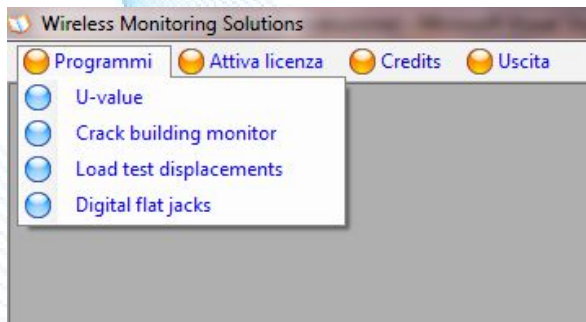 Wireless Monitoring Solutions
Programmi Attiva licenza Credits Uscita
U-value
Crack building monitor
Load test displacements
Digital flat jacks